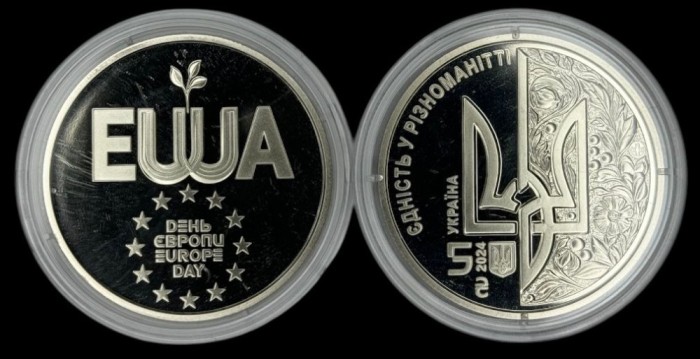 EUUA
ДЕНЬ
ЄВРОПИ
EUROPE
DAY
ЄДНІСТЬ У РІЗНОМАНІТТІ
УКРАЇНА
5
2024